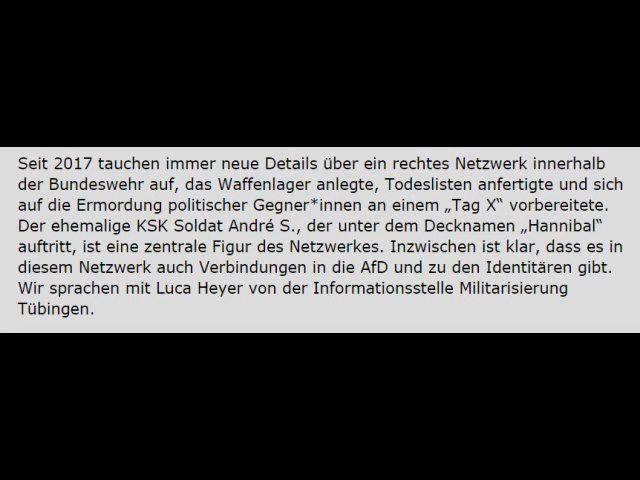 Seit 2017 tauchen immer neue Details über ein rechtes Netzwerk innerhalb
der Bundeswehr auf, das Waffenlager anlegte, Todeslisten anfertigte und sich
auf die Ermordung politischer Gegner*innen an einem „Tag X“ vorbereitete.
Der ehemalige KSK Soldat André S., der unter dem Decknamen „Hannibal“
auftritt, ist eine zentrale Figur des Netzwerkes. Inzwischen ist klar, dass es in
diesem Netzwerk auch Verbindungen in die AfD und zu den Identitären gibt.
Wir sprachen mit Luca Heyer von der Informationsstelle Militarisierung
Tübingen.